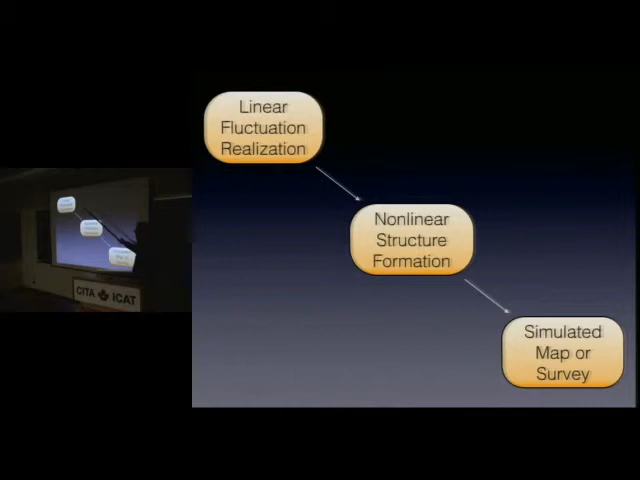 Linear
Fluctuation
Realization
Nonlinear
Structure
Formation
Simulated
Map or
Survey
CITA ICAT